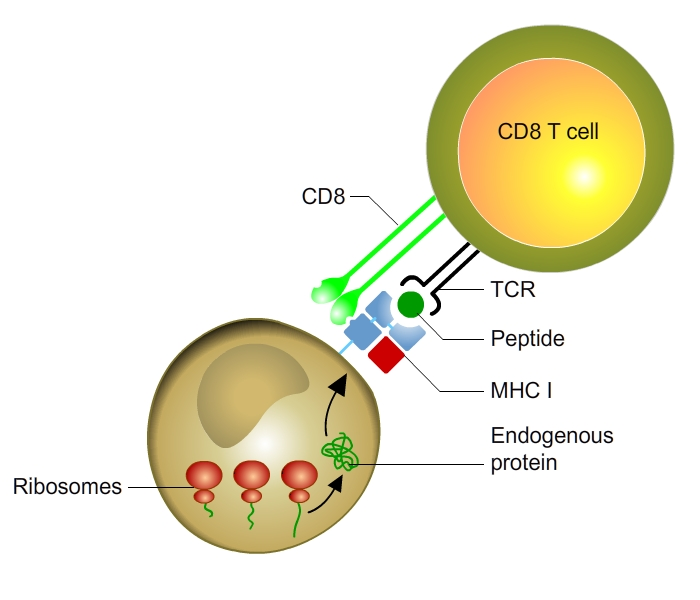 CD8 T cell
CD8
TCR
Peptide
MHC I
Endogenous
protein
Ribosomes